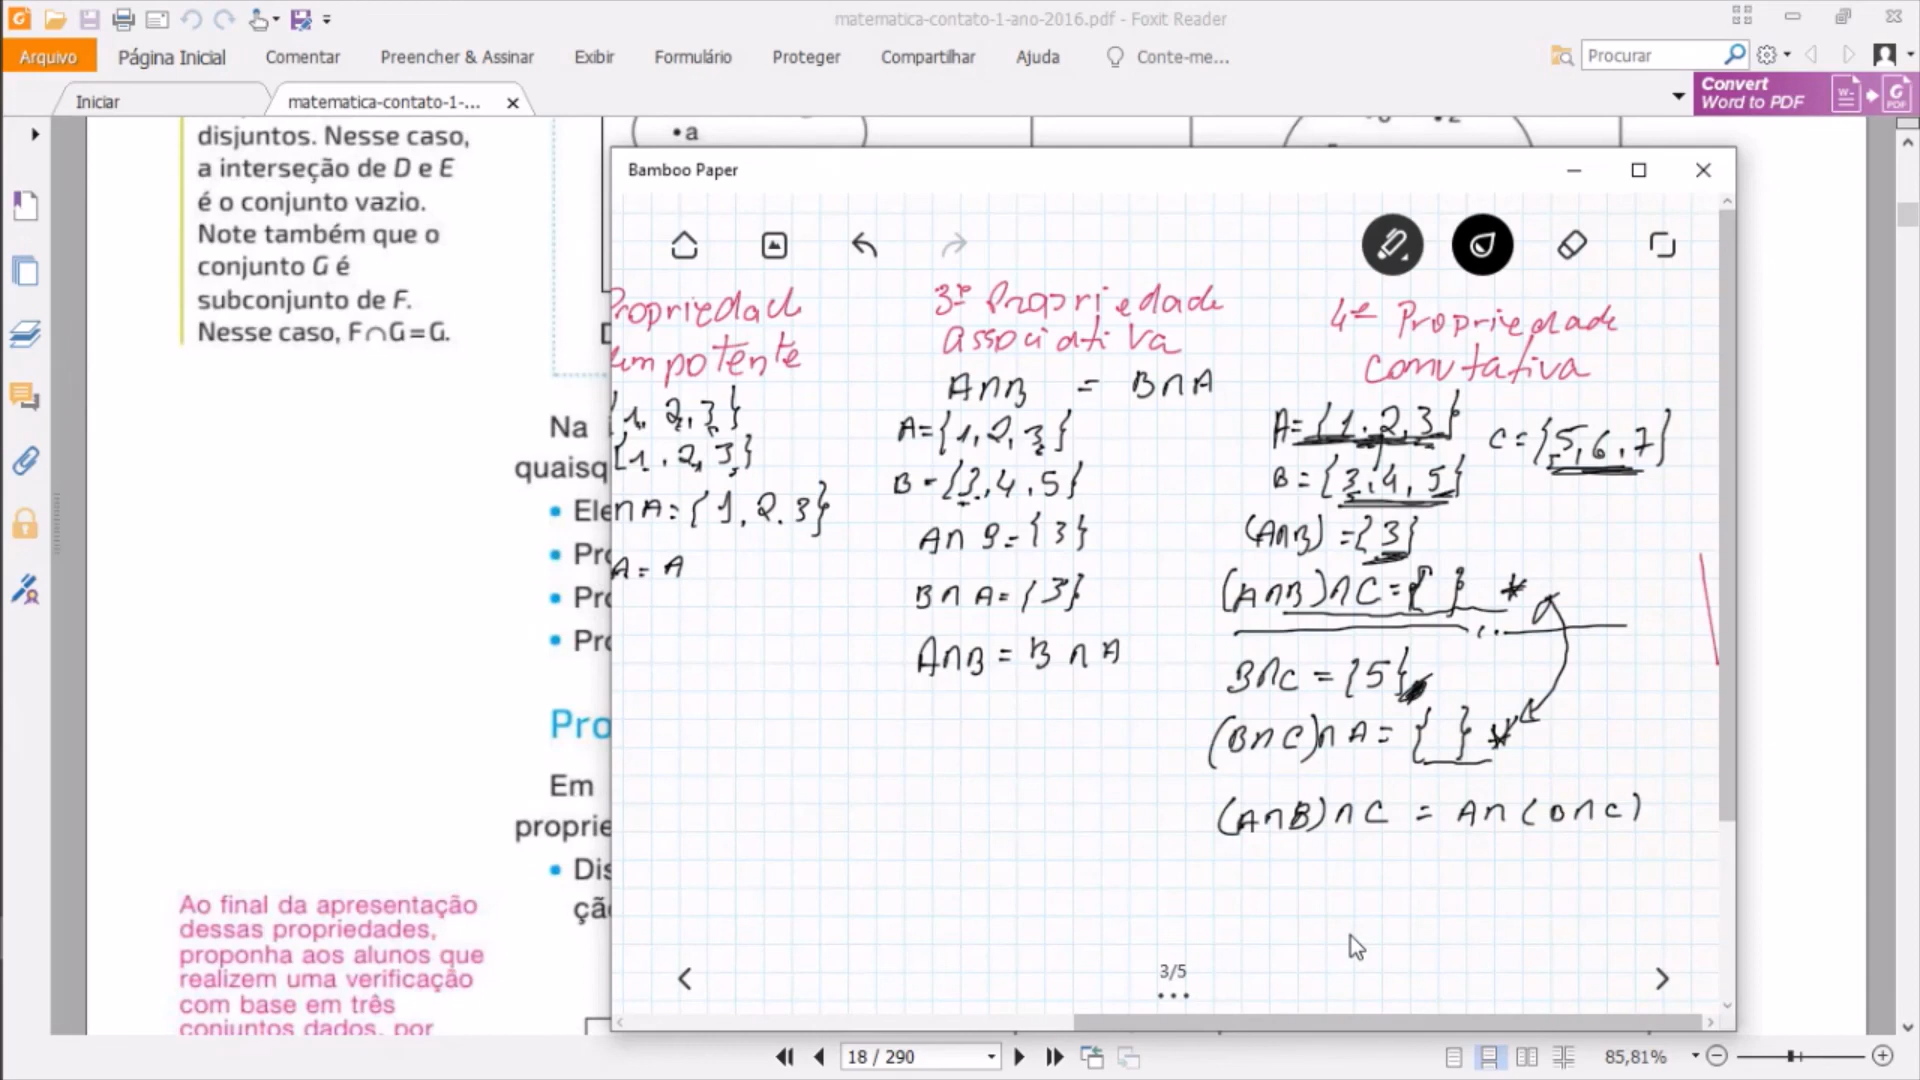 matematica-contato-1-ano-2016.pdf - Foxit Reader
Arquivo
Página Inicial
Comentar
Preencher & Assinar
Exibir
Formulário
Proteger
Compartilhar
Ajuda
Conte-me...
Procurar
Iniciar
matematica-contato-1-...
Convert
Word to PDF
disjuntos. Nesse caso,
a interseção de D e E
é o conjunto vazio.
Note também que o
conjunto G é
subconjunto de F.
Nesse caso, F∩G=G.
•a
Bamboo Paper
Propriedad
3ª Propriedade
associativa
4ª Propriedade
comutativa
mpotente
{1, 2, 3}
{1, 2, 3}
∩A={1, 2, 3}
A = A
A∩B = B∩A
A={1,2,3}
B={3,4,5}
A∩B={3}
B∩A={3}
A∩B = B∩A
A={1,2,3} C={5,6,7}
B={3,4,5}
(A∩B)={3}
(A∩B)∩C={ } *
B∩C={5}
(B∩C)∩A={ } *
(A∩B)∩C = A∩(B∩C)
3/5
Na
quaisq
• Ele
• Pro
• Pro
• Pro
Pro
Em
proprie
• Dis
çã
Ao final da apresentação
dessas propriedades,
proponha aos alunos que
realizem uma verificação
com base em três
conjuntos dados, por
18 / 290
85,81%